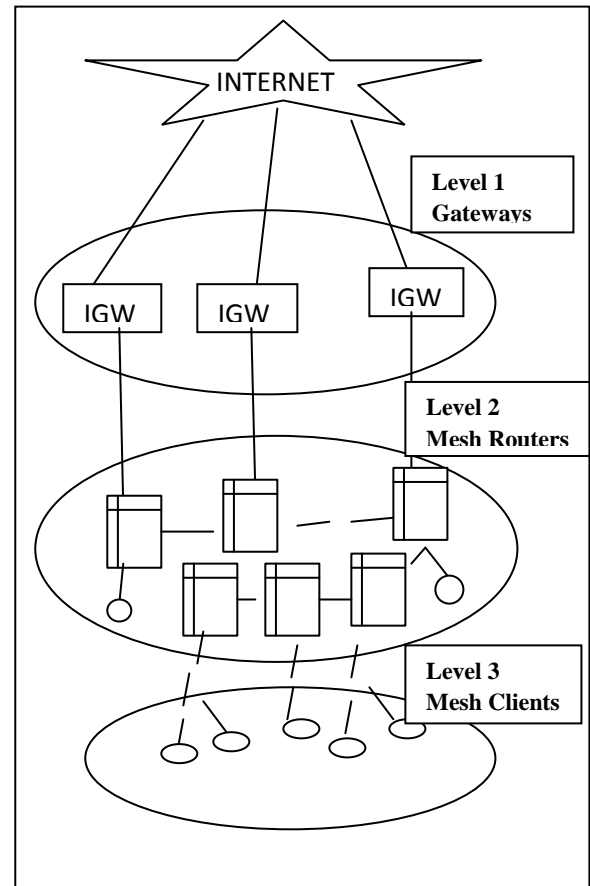 INTERNET
Level 1
Gateways
IGW
IGW
IGW
Level 2
Mesh Routers
Level 3
Mesh Clients